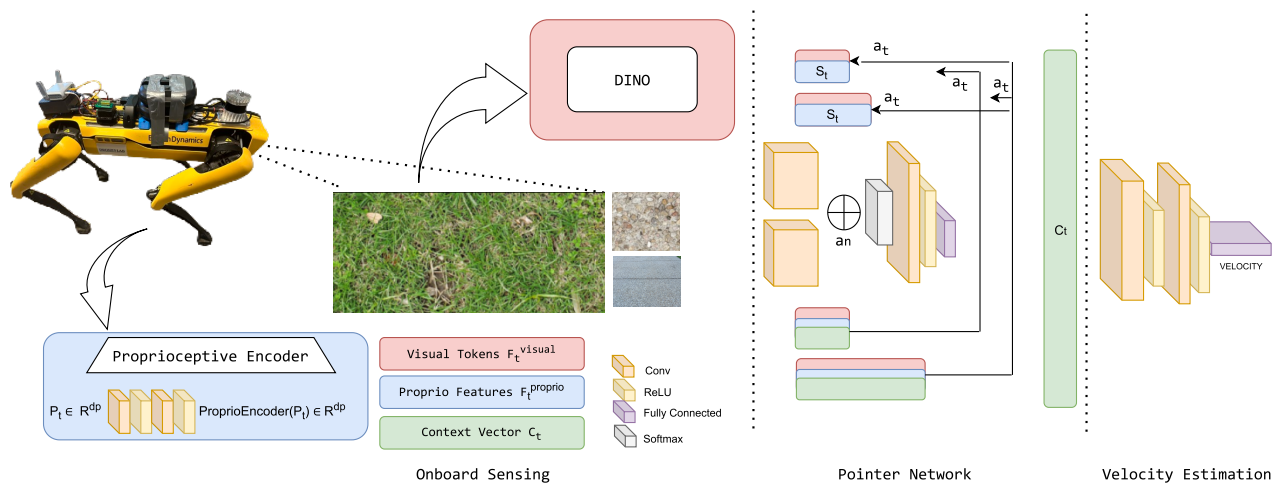 DINO
Dynamics
Proprioceptive Encoder
P_t ∈ R^dp
ProprioEncoder(P_t) ∈ R^dp
Visual Tokens F_t^visual
Proprio Features F_t^proprio
Context Vector C_t
Conv
ReLU
Fully Connected
Softmax
Onboard Sensing
a_t
S_t
a_t
a_t
a_t
S_t
a_n
Pointer Network
C_t
VELOCITY
Velocity Estimation